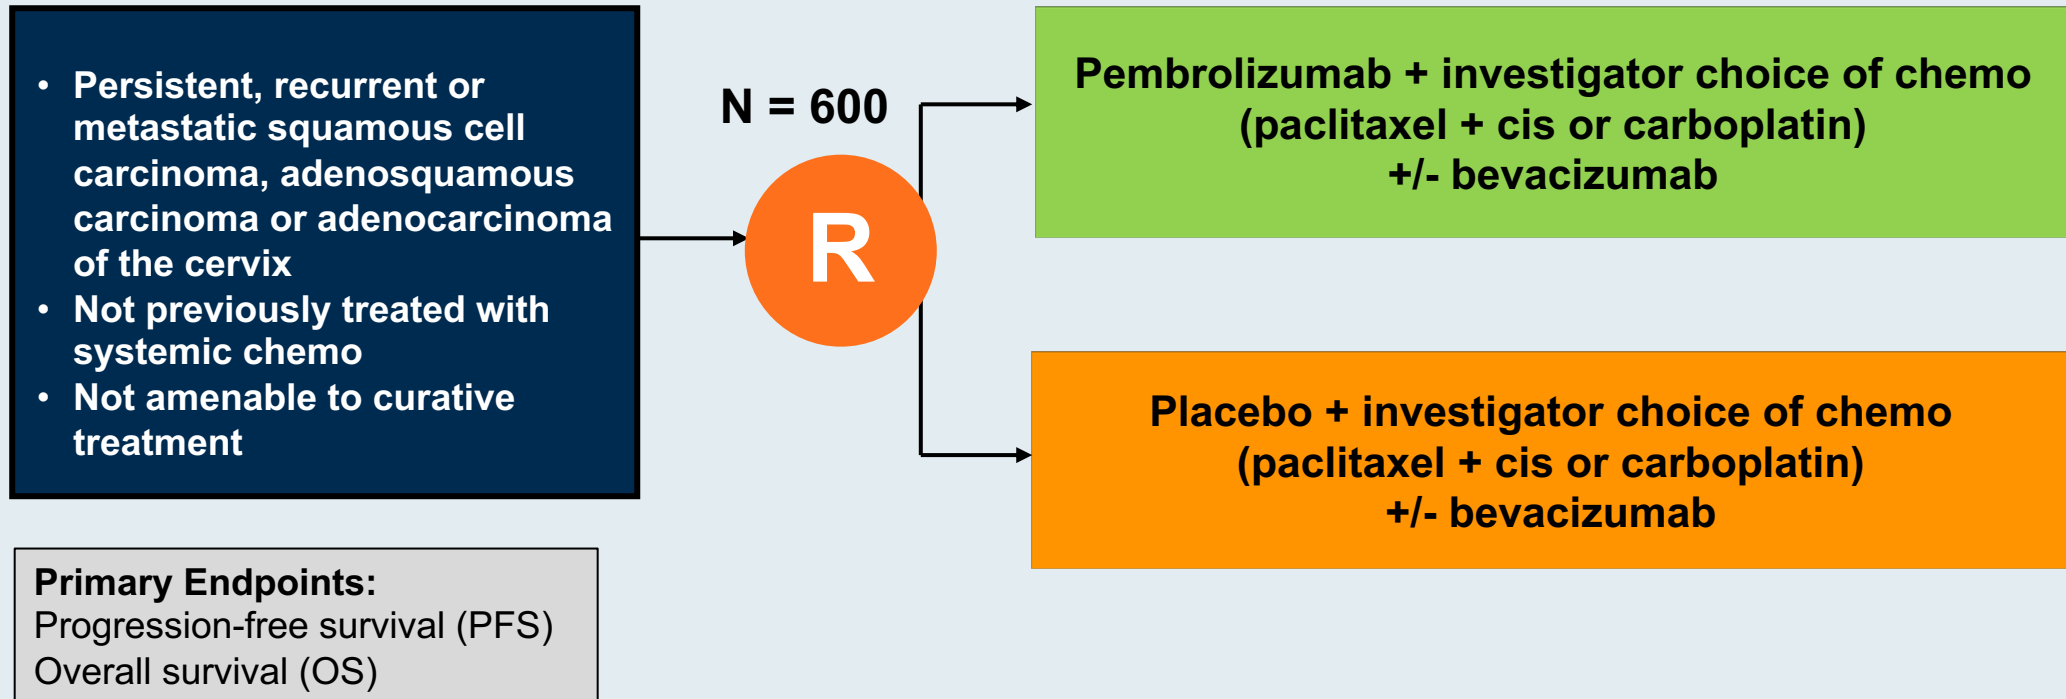 • Persistent, recurrent or
metastatic squamous cell
carcinoma, adenosquamous
carcinoma or adenocarcinoma
of the cervix
• Not previously treated with
systemic chemo
• Not amenable to curative
treatment
N = 600
R
Pembrolizumab + investigator choice of chemo
(paclitaxel + cis or carboplatin)
+/- bevacizumab
Placebo + investigator choice of chemo
(paclitaxel + cis or carboplatin)
+/- bevacizumab
Primary Endpoints:
Progression-free survival (PFS)
Overall survival (OS)